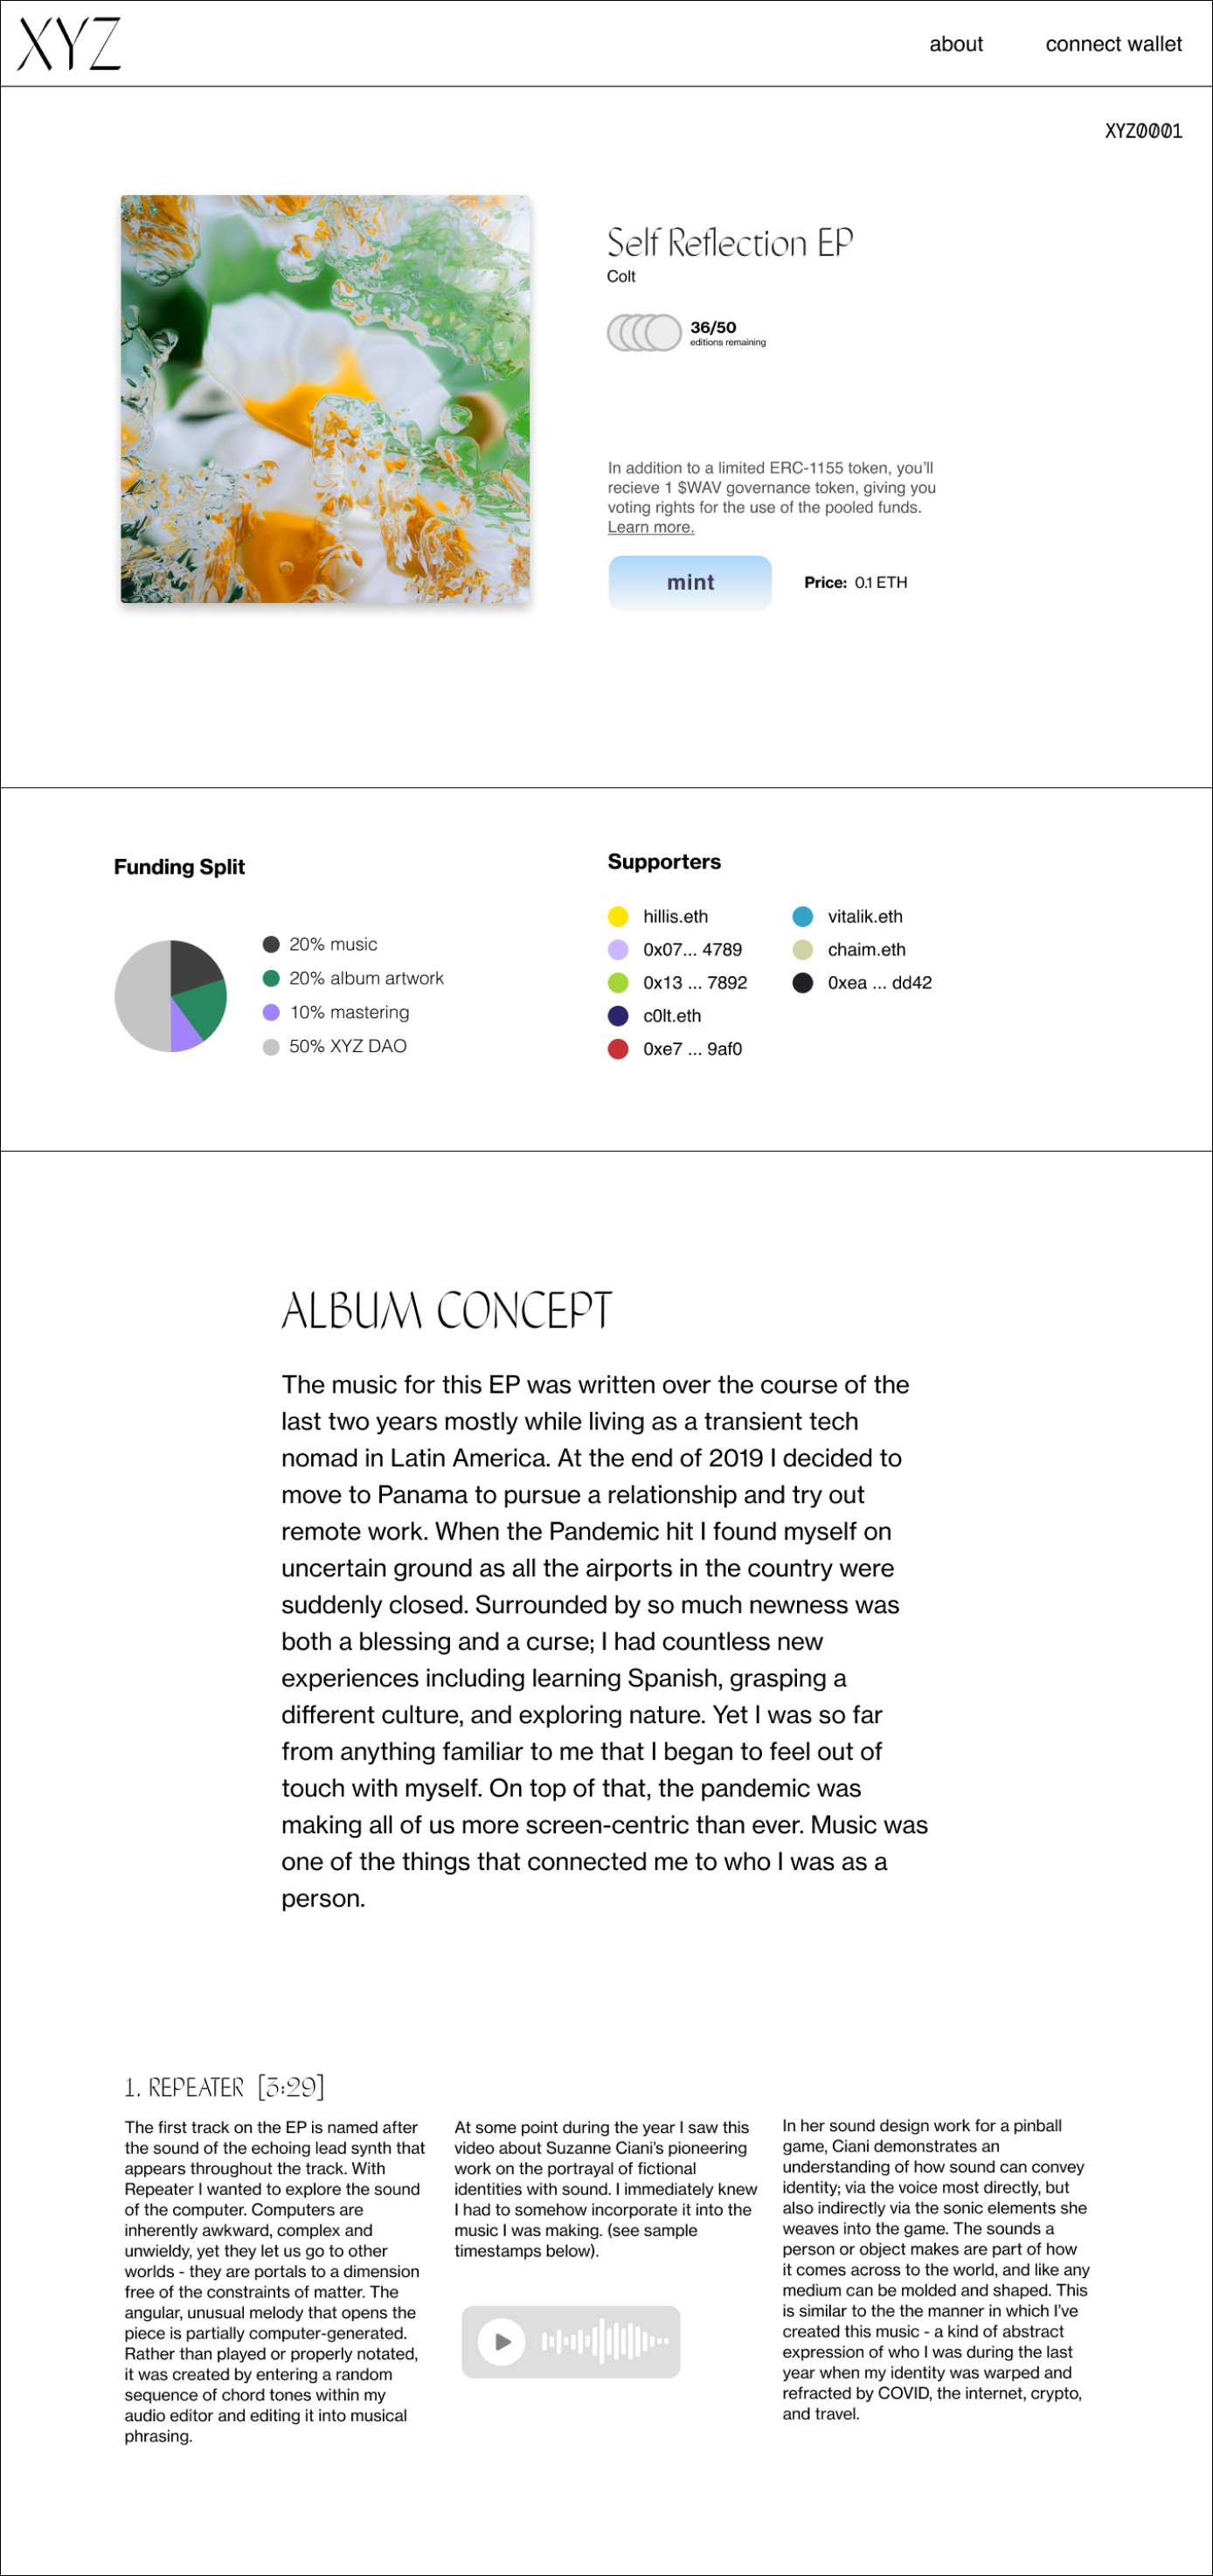 XYZ
about
connect wallet
XYZ0001
Self Reflection EP
Colt
36/50
editions remaining
In addition to a limited ERC-1155 token, you'll
recieve 1 $WAV governance token, giving you
voting rights for the use of the pooled funds.
Learn more.
mint
Price: 0.1 ETH
Funding Split
20% music
20% album artwork
10% mastering
50% XYZ DAO
Supporters
hillis.eth
0x07... 4789
0x13 ... 7892
c0lt.eth
0xe7 ... 9af0
vitalik.eth
chaim.eth
0xea ... dd42
ALBUM CONCEPT
The music for this EP was written over the course of the
last two years mostly while living as a transient tech
nomad in Latin America. At the end of 2019 I decided to
move to Panama to pursue a relationship and try out
remote work. When the Pandemic hit I found myself on
uncertain ground as all the airports in the country were
suddenly closed. Surrounded by so much newness was
both a blessing and a curse; I had countless new
experiences including learning Spanish, grasping a
different culture, and exploring nature. Yet I was so far
from anything familiar to me that I began to feel out of
touch with myself. On top of that, the pandemic was
making all of us more screen-centric than ever. Music was
one of the things that connected me to who I was as a
person.
1. REPEATER [3:29]
The first track on the EP is named after
the sound of the echoing lead synth that
appears throughout the track. With
Repeater I wanted to explore the sound
of the computer. Computers are
inherently awkward, complex and
unwieldy, yet they let us go to other
worlds - they are portals to a dimension
free of the constraints of matter. The
angular, unusual melody that opens the
piece is partially computer-generated.
Rather than played or properly notated,
it was created by entering a random
sequence of chord tones within my
audio editor and editing it into musical
phrasing.
At some point during the year I saw this
video about Suzanne Ciani's pioneering
work on the portrayal of fictional
identities with sound. I immediately knew
I had to somehow incorporate it into the
music I was making. (see sample
timestamps below).
In her sound design work for a pinball
game, Ciani demonstrates an
understanding of how sound can convey
identity; via the voice most directly, but
also indirectly via the sonic elements she
weaves into the game. The sounds a
person or object makes are part of how
it comes across to the world, and like any
medium can be molded and shaped. This
is similar to the the manner in which I've
created this music - a kind of abstract
expression of who I was during the last
year when my identity was warped and
refracted by COVID, the internet, crypto,
and travel.